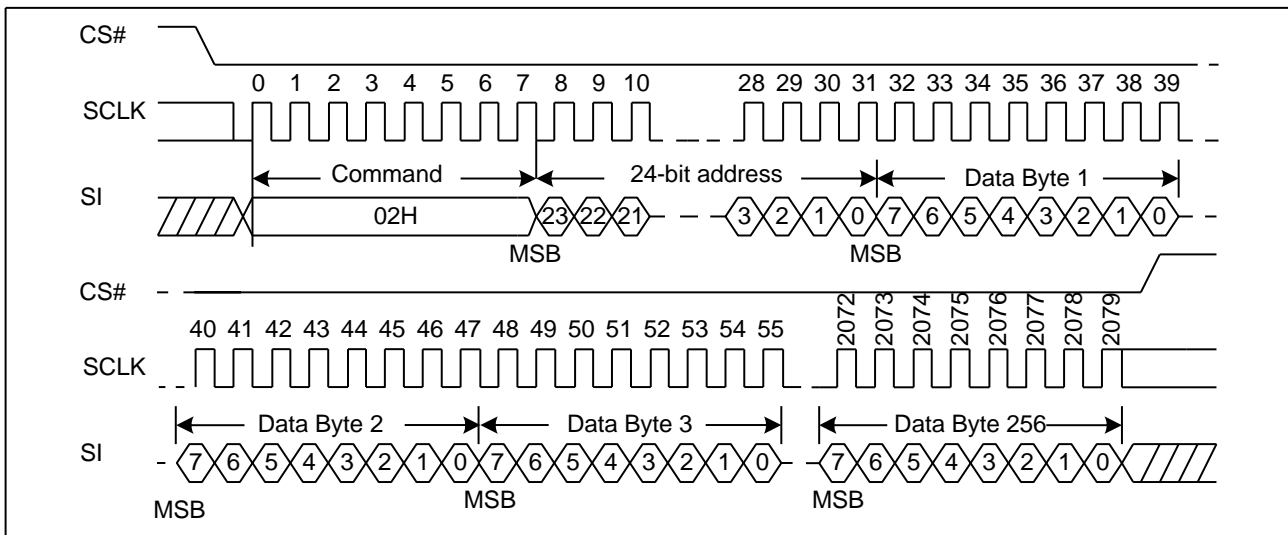 CS#
0 1 2 3 4 5 6 7 8 9 10 28 29 30 31 32 33 34 35 36 37 38 39
SCLK
Command 24-bit address Data Byte 1
SI
02H 23 22 21 3 2 1 0 7 6 5 4 3 2 1 0
MSB MSB
CS#
40 41 42 43 44 45 46 47 48 49 50 51 52 53 54 55 2072 2073 2074 2075 2076 2077 2078 2079
SCLK
Data Byte 2 Data Byte 3 Data Byte 256
SI
7 6 5 4 3 2 1 0 7 6 5 4 3 2 1 0 7 6 5 4 3 2 1 0
MSB MSB MSB